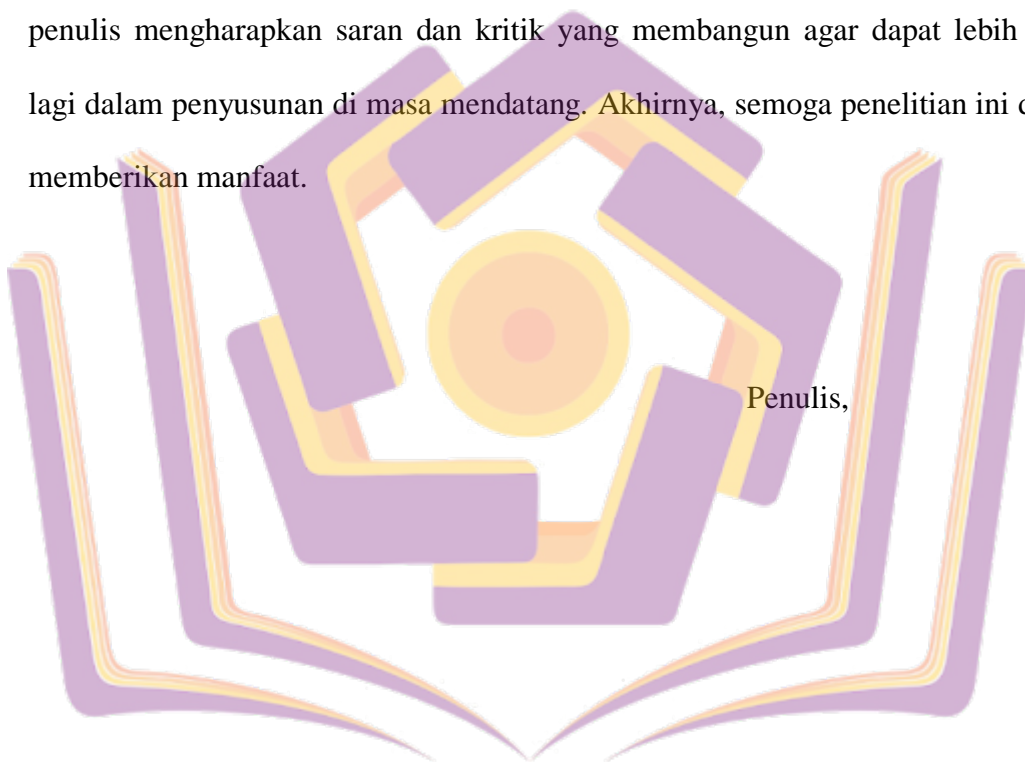 penulis mengharapkan saran dan kritik yang membangun agar dapat lebih
lagi dalam penyusunan di masa mendatang. Akhirnya, semoga penelitian ini
memberikan manfaat.
Penulis,